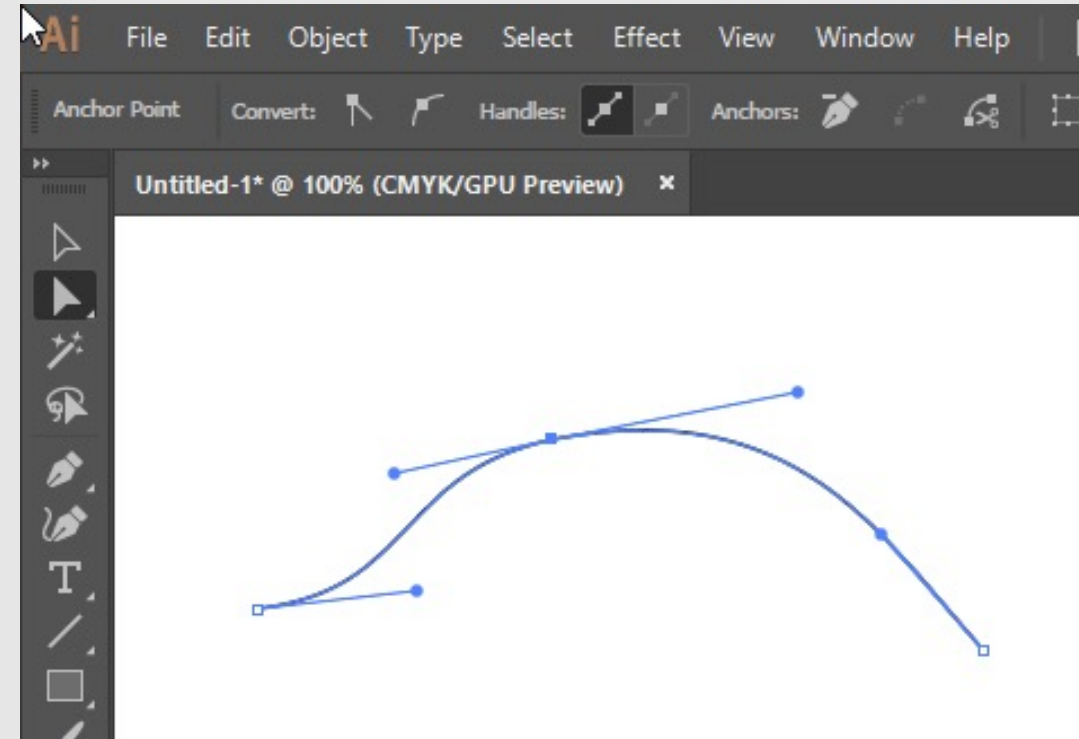 Ai File Edit Object Type Select Effect View Window Help
Anchor Point Convert: Handles: Anchors:
Untitled-1* @ 100% (CMYK/GPU Preview) ×
T